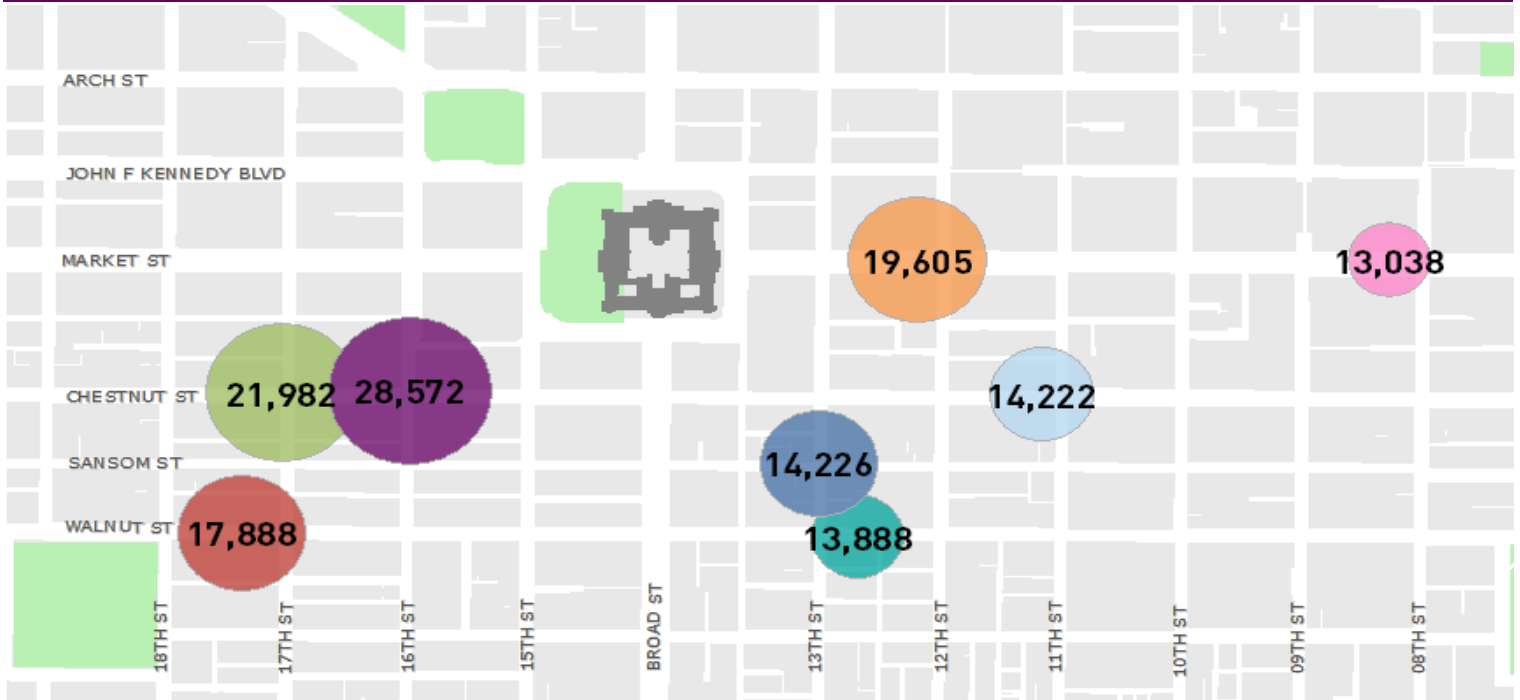 ARCH ST
JOHN F KENNEDY BLVD
MARKET ST
19,605
13,038
CHESTNUT ST
21,982
28,572
14,222
SANSOM ST
14,226
WALNUT ST
17,888
13,888
18TH ST
17TH ST
16TH ST
15TH ST
BROAD ST
13TH ST
12TH ST
11TH ST
10TH ST
09TH ST
08TH ST